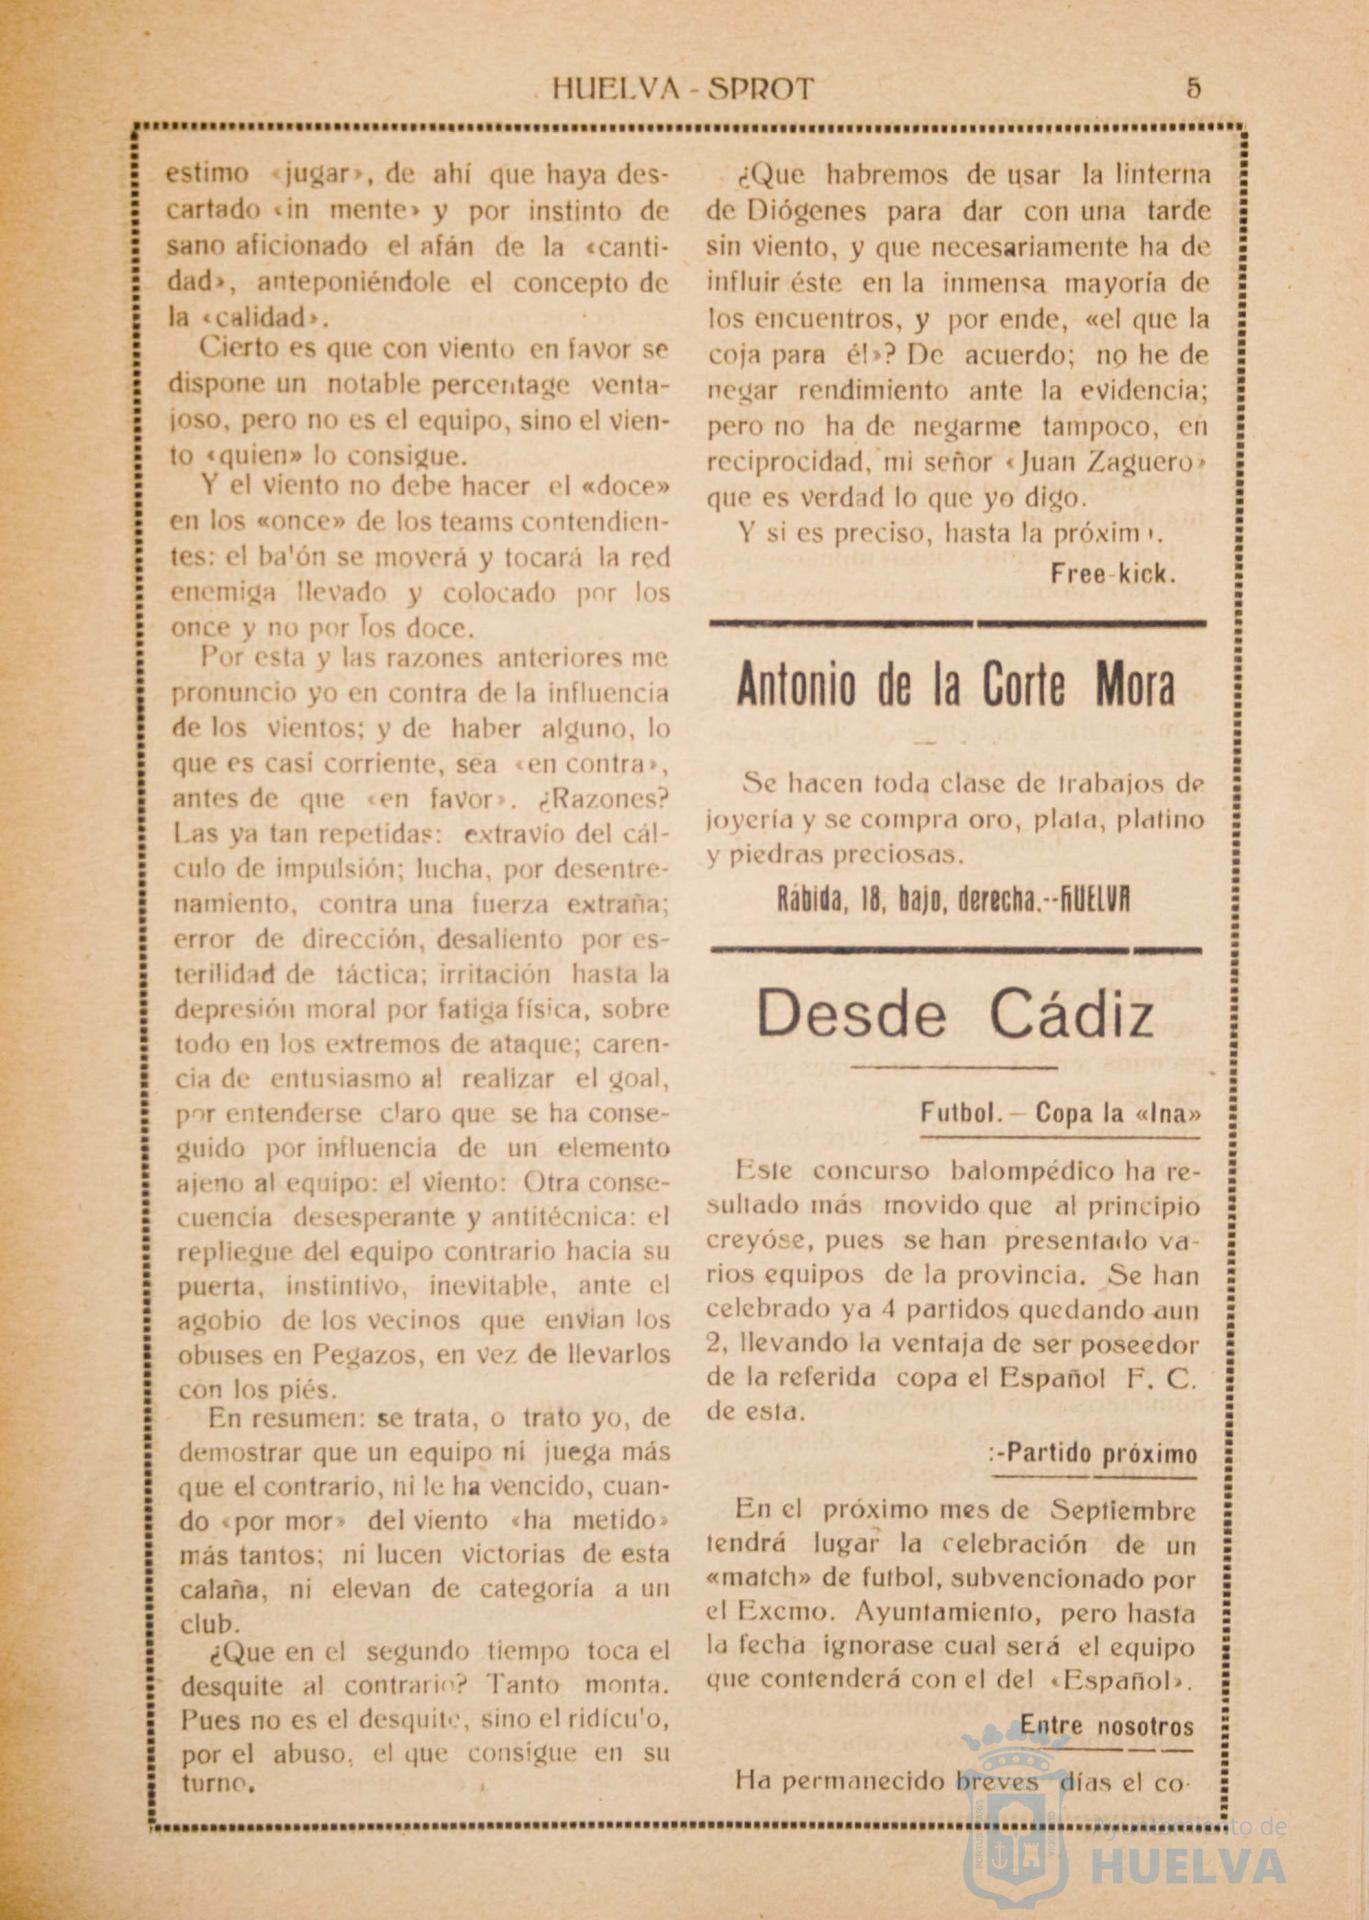 HUELVA - SPROT 5
estimo «jugar», de ahí que haya des-
cartado «in mente» y por instinto de
sano aficionado el afán de la «canti-
dad», anteponiéndole el concepto de
la «calidad».
Cierto es que con viento en favor se
dispone un notable percentage venta-
joso, pero no es el equipo, sino el vien-
to «quien» lo consigue.
Y el viento no debe hacer el «doce»
en los «once» de los teams contendien-
tes: el ba'ón se moverá y tocará la red
enemiga llevado y colocado por los
once y no por los doce.
Por esta y las razones anteriores me
pronuncio yo en contra de la influencia
de los vientos; y de haber alguno, lo
que es casi corriente, sea «en contra»,
antes de que «en favor». ¿Razones?
Las ya tan repetidas: extravío del cál-
culo de impulsión; lucha, por desentre-
namiento, contra una fuerza extraña;
error de dirección, desaliento por es-
terilidad de táctica; irritación hasta la
depresión moral por fatiga física, sobre
todo en los extremos de ataque; caren-
cia de entusiasmo al realizar el goal,
por entenderse claro que se ha conse-
guido por influencia de un elemento
ajeno al equipo: el viento: Otra conse-
cuencia desesperante y antitécnica: el
repliegue del equipo contrario hacia su
puerta, instintivo, inevitable, ante el
agobio de los vecinos que envian los
obuses en Pegazos, en vez de llevarlos
con los piés.
En resumen: se trata, o trato yo, de
demostrar que un equipo ni juega más
que el contrario, ni le ha vencido, cuan-
do «por mor» del viento «ha metido»
más tantos; ni lucen victorias de esta
calaña, ni elevan de categoría a un
club.
¿Que en el segundo tiempo toca el
desquite al contrario? Tanto monta.
Pues no es el desquite, sino el ridícu'o,
por el abuso, el que consigue en su
turno.
¿Que habremos de usar la linterna
de Diógenes para dar con una tarde
sin viento, y que necesariamente ha de
influir éste en la inmensa mayoría de
los encuentros, y por ende, «el que la
coja para él»? De acuerdo; no he de
negar rendimiento ante la evidencia;
pero no ha de negarme tampoco, en
reciprocidad, mi señor «Juan Zaguero»
que es verdad lo que yo digo.
Y si es preciso, hasta la próxima.
Free-kick.
Antonio de la Corte Mora
Se hacen toda clase de trabajos de
joyería y se compra oro, plata, platino
y piedras preciosas.
Rábida, 18, bajo, derecha.--HUELVA
Desde Cádiz
Futbol.— Copa la «Ina»
Este concurso balompédico ha re-
sultado más movido que al principio
creyóse, pues se han presentado va-
rios equipos de la provincia. Se han
celebrado ya 4 partidos quedando aun
2, llevando la ventaja de ser poseedor
de la referida copa el Español F. C.
de esta.
:-Partido próximo
En el próximo mes de Septiembre
tendrá lugar la celebración de un
«match» de futbol, subvencionado por
el Excmo. Ayuntamiento, pero hasta
la fecha ignorase cual será el equipo
que contenderá con el del «Español».
Entre nosotros
Ha permanecido breves días el co-
Ayuntamiento de
HUELVA